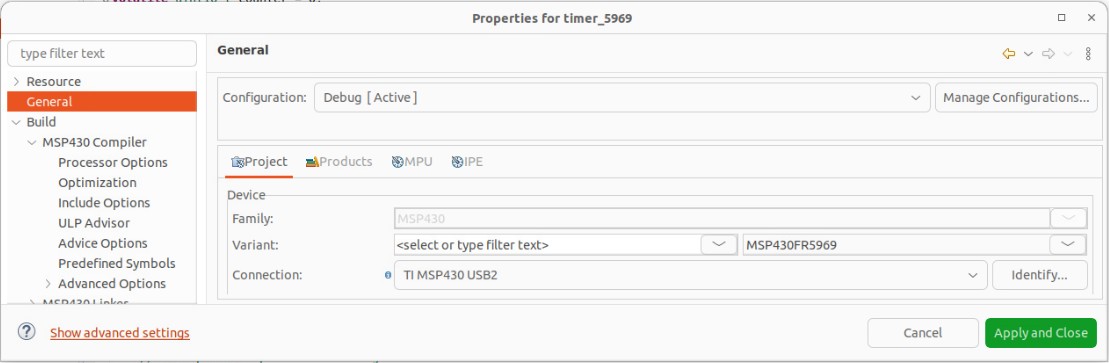 Properties for timer_5969
type filter text
General
Resource
General
Build
MSP430 Compiler
Processor Options
Optimization
Include Options
ULP Advisor
Advice Options
Predefined Symbols
Advanced Options
MSP430 Linker
Configuration: Debug [ Active ] Manage Configurations...
Project Products MPU IPE
Device
Family: MSP430
Variant: <select or type filter text> MSP430FR5969
Connection: TI MSP430 USB2 Identify...
Show advanced settings Cancel Apply and Close